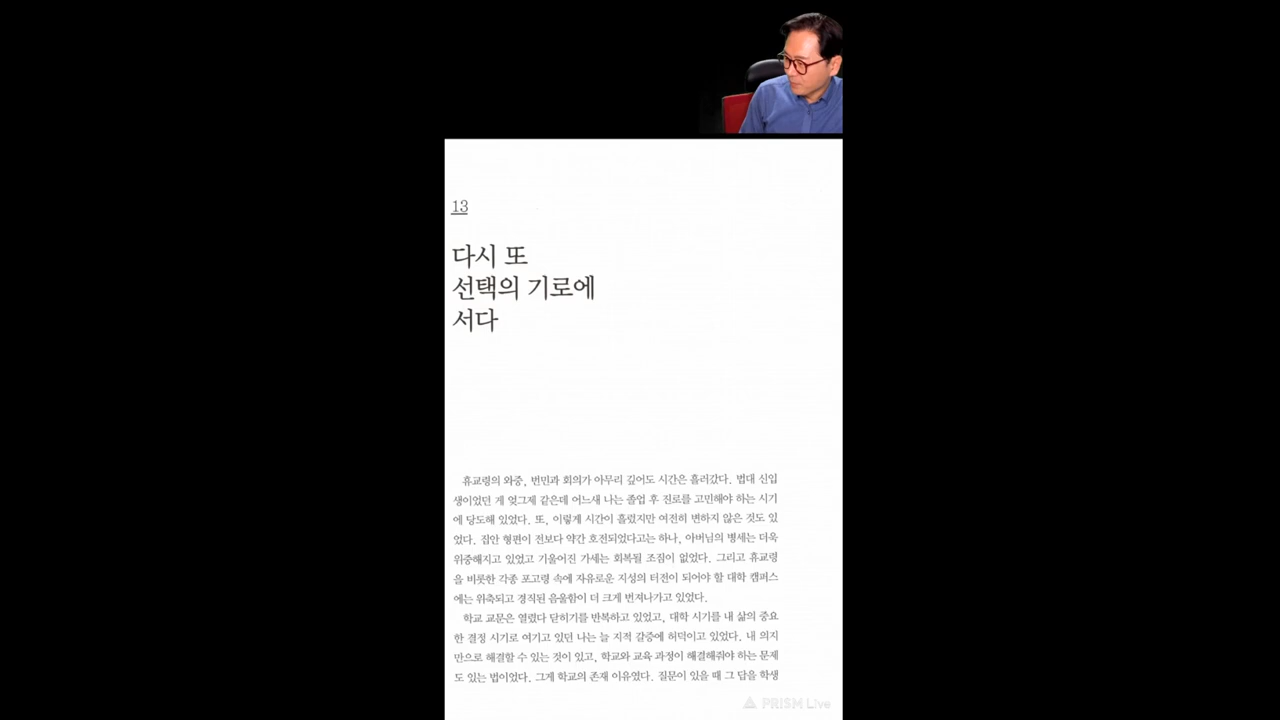 13
다시 또
선택의 기로에
서다
휴교령의 와중, 번민과 회의가 아무리 깊어도 시간은 흘러갔다. 법대 신입
생이었던 게 엊그제 같은데 어느새 나는 졸업 후 진로를 고민해야 하는 시기
에 당도해 있었다. 또, 이렇게 시간이 흘렀지만 여전히 변하지 않은 것도 있
었다. 집안 형편이 전보다 약간 호전되었다고는 하나, 아버님의 병세는 더욱
위중해지고 있었고 기울어진 가세는 회복될 조짐이 없었다. 그리고 휴교령
을 비롯한 각종 포고령 속에 자유로운 지성의 터전이 되어야 할 대학 캠퍼스
에는 위축되고 경직된 음울함이 더 크게 번져나가고 있었다.
학교 교문은 열렸다 닫히기를 반복하고 있었고, 대학 시기를 내 삶의 중요
한 결정 시기로 여기고 있던 나는 늘 지적 갈증에 허덕이고 있었다. 내 의지
만으로 해결할 수 있는 것이 있고, 학교와 교육 과정이 해결해줘야 하는 문제
도 있는 법이었다. 그게 학교의 존재 이유였다. 질문이 있을 때 그 답을 학생
PRISM Live